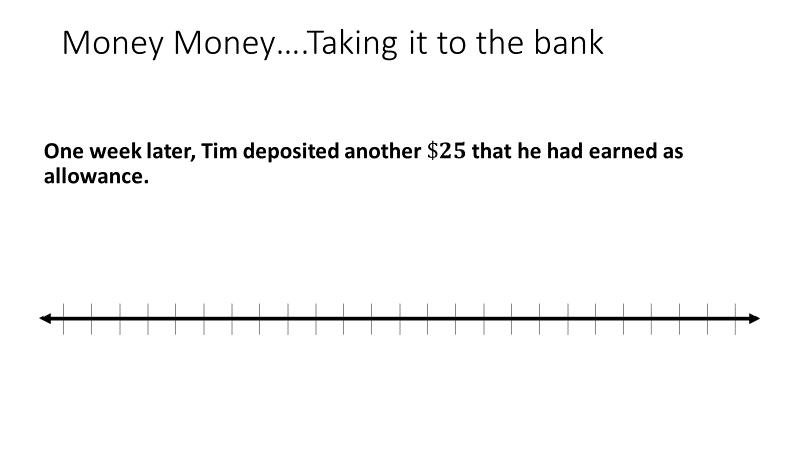 Money Money….Taking it to the bank
One week later, Tim deposited another $25 that he had earned as
allowance.